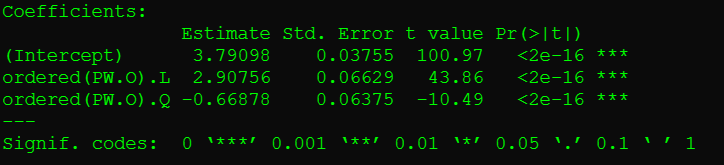 Coefficients:
                Estimate Std. Error t value Pr(>|t|)
(Intercept)      3.79098    0.03755  100.97   <2e-16 ***
ordered(PW.O).L  2.90756    0.06629   43.86   <2e-16 ***
ordered(PW.O).Q -0.66878    0.06375  -10.49   <2e-16 ***
---
Signif. codes:  0 ‘***’ 0.001 ‘**’ 0.01 ‘*’ 0.05 ‘.’ 0.1 ‘ ’ 1